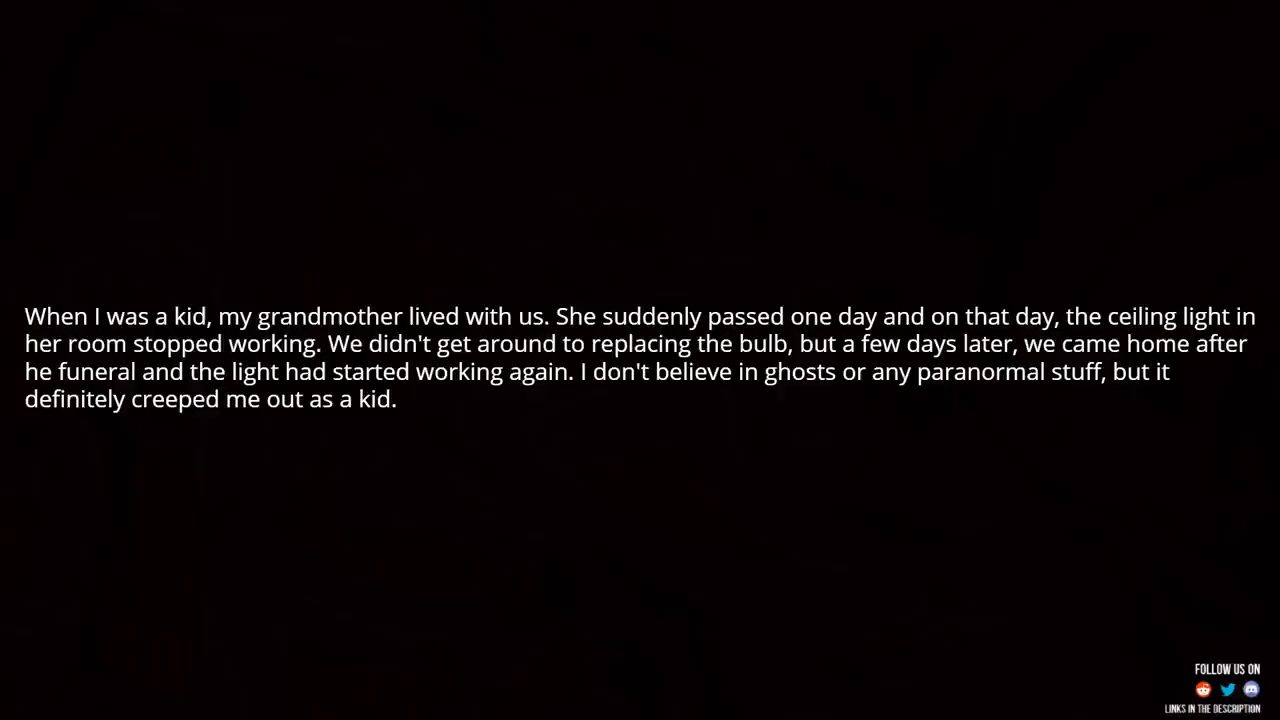 When I was a kid, my grandmother lived with us. She suddenly passed one day and on that day, the ceiling light in
her room stopped working. We didn't get around to replacing the bulb, but a few days later, we came home after
he funeral and the light had started working again. I don't believe in ghosts or any paranormal stuff, but it
definitely creeped me out as a kid.
FOLLOW US ON
LINKS IN THE DESCRIPTION